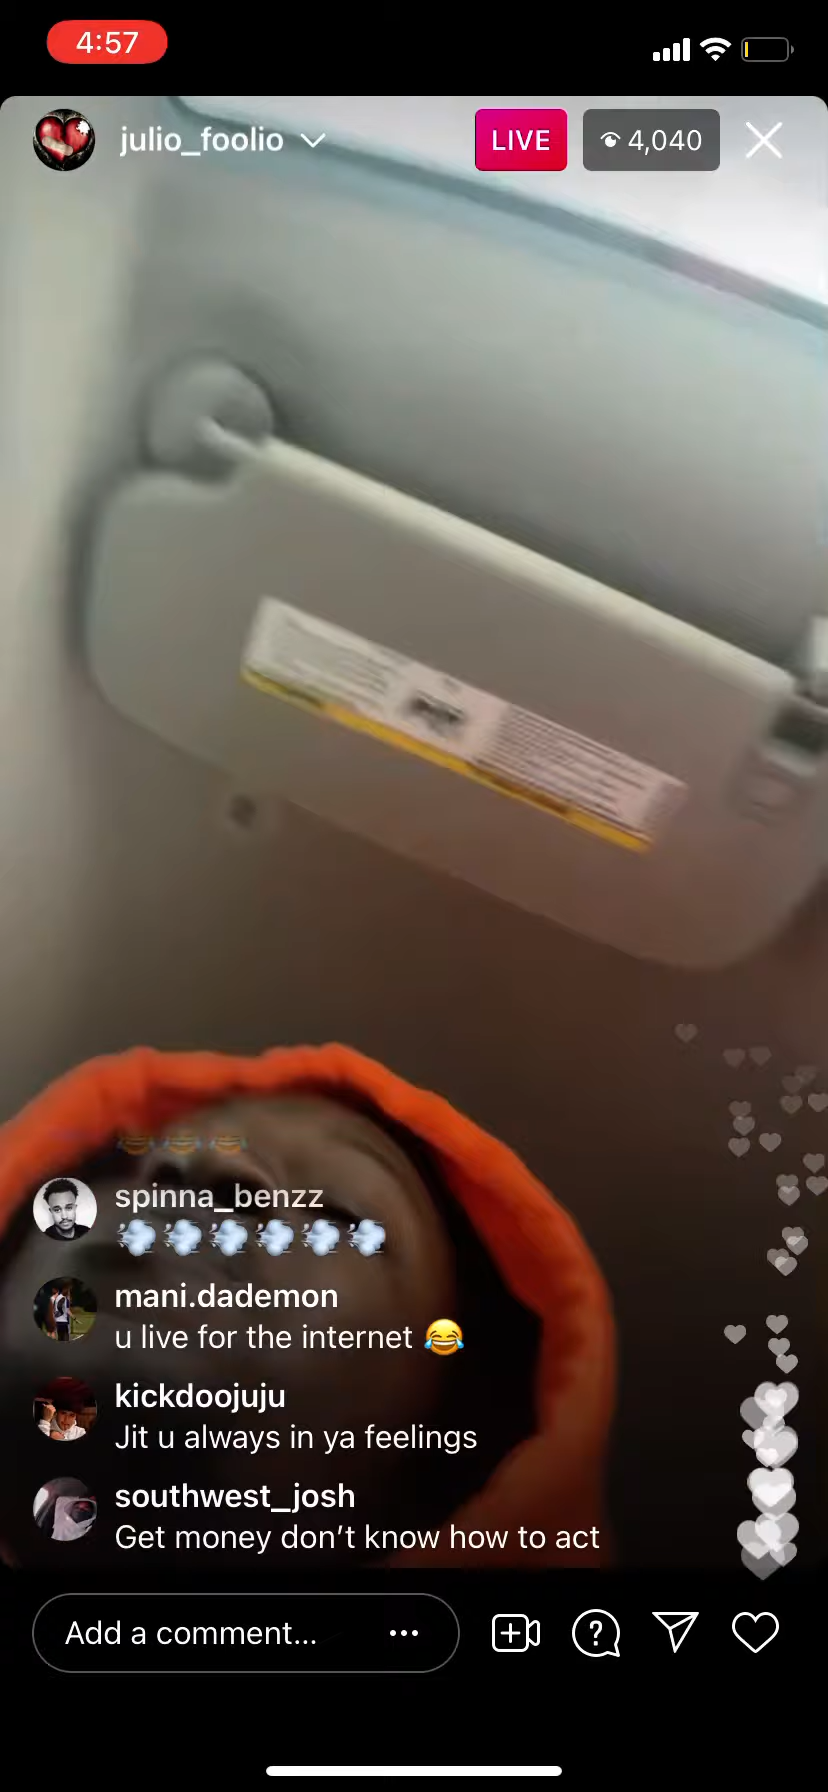 4:57
julio_foolio
LIVE
4,040
😂😂😂
spinna_benzz
💨💨💨💨💨💨
mani.dademon
u live for the internet 😂
kickdoojuju
Jit u always in ya feelings
southwest_josh
Get money don’t know how to act
Add a comment...